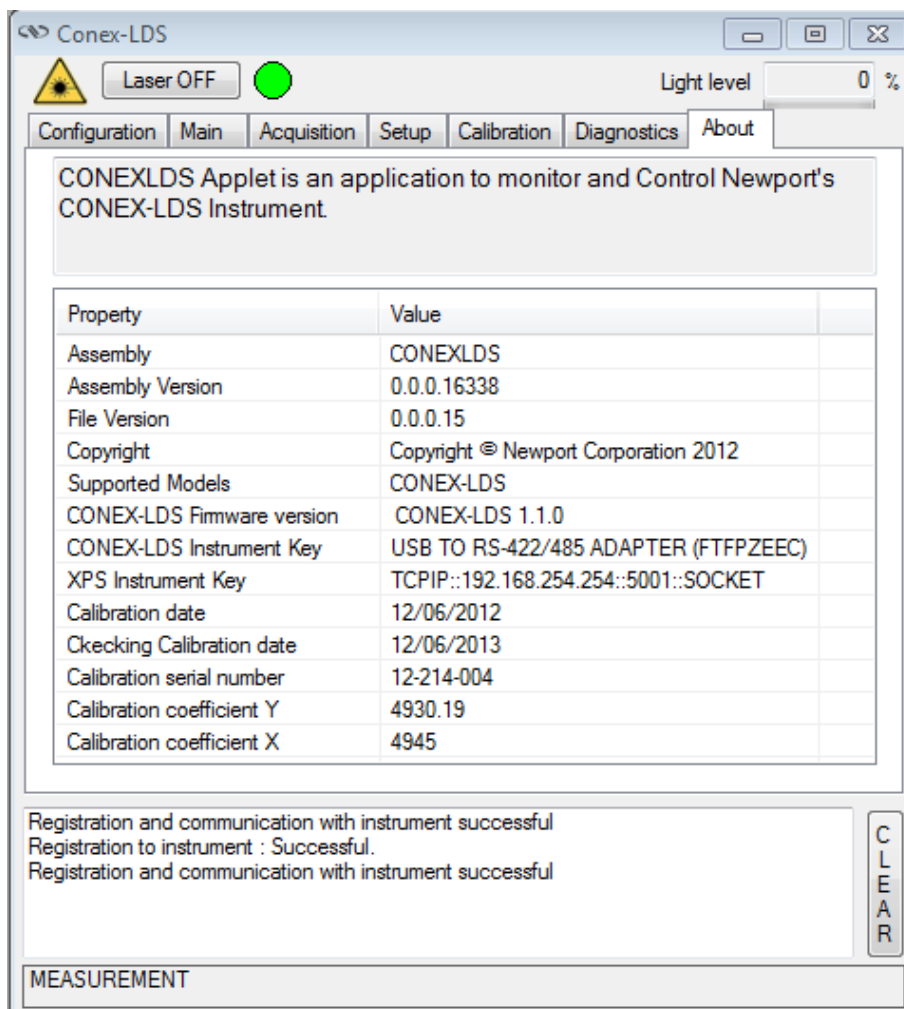 Conex-LDS
Laser OFF
Light level 0 %
Configuration Main Acquisition Setup Calibration Diagnostics About
CONEXLDS Applet is an application to monitor and Control Newport's
CONEX-LDS Instrument.
Property Value
Assembly CONEXLDS
Assembly Version 0.0.0.16338
File Version 0.0.0.15
Copyright Copyright © Newport Corporation 2012
Supported Models CONEX-LDS
CONEX-LDS Firmware version CONEX-LDS 1.1.0
CONEX-LDS Instrument Key USB TO RS-422/485 ADAPTER (FTFPZEEC)
XPS Instrument Key TCPIP::192.168.254.254::5001::SOCKET
Calibration date 12/06/2012
Ckecking Calibration date 12/06/2013
Calibration serial number 12-214-004
Calibration coefficient Y 4930.19
Calibration coefficient X 4945
Registration and communication with instrument successful
Registration to instrument : Successful.
Registration and communication with instrument successful
CLEAR
MEASUREMENT